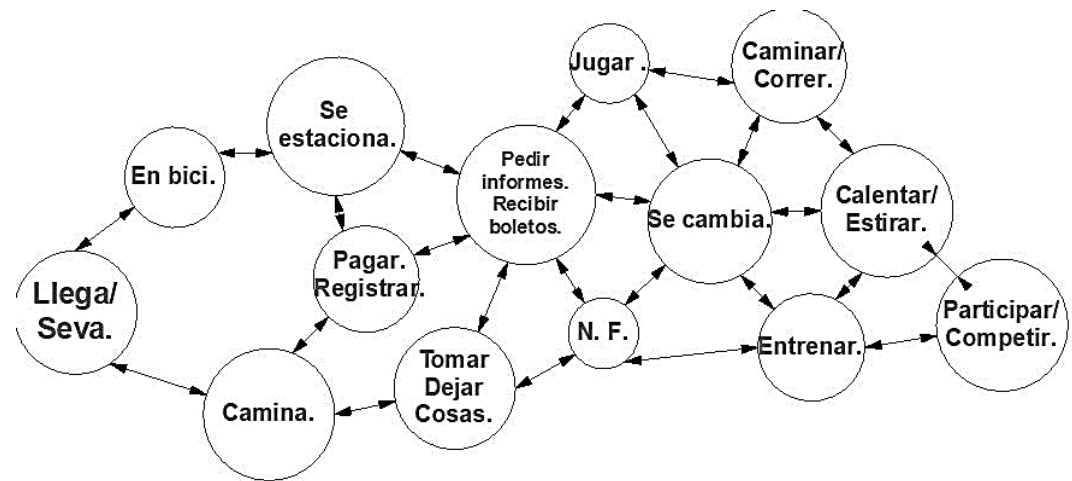 Jugar .
Caminar/
Correr.
Se
estaciona.
En bici.
Pedir
informes.
Recibir
boletos.
Se cambia.
Calentar/
Estirar.
Llega/
Seva.
Pagar.
Registrar.
N. F.
Entrenar.
Participar/
Competir.
Camina.
Tomar
Dejar
Cosas.